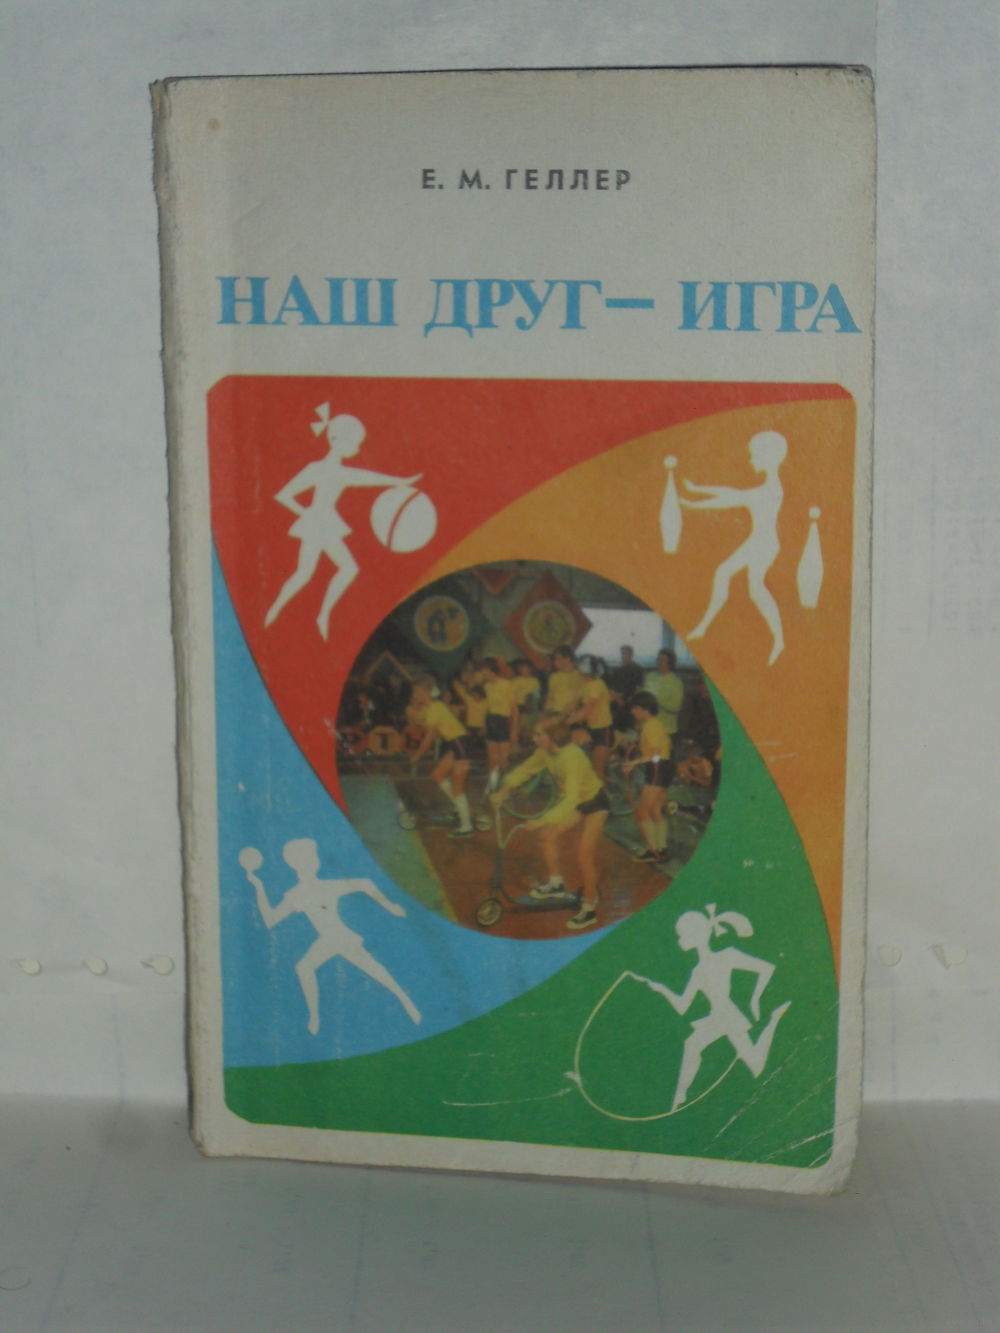 Е. М. ГЕЛЛЕР
НАШ ДРУГ — ИГРА